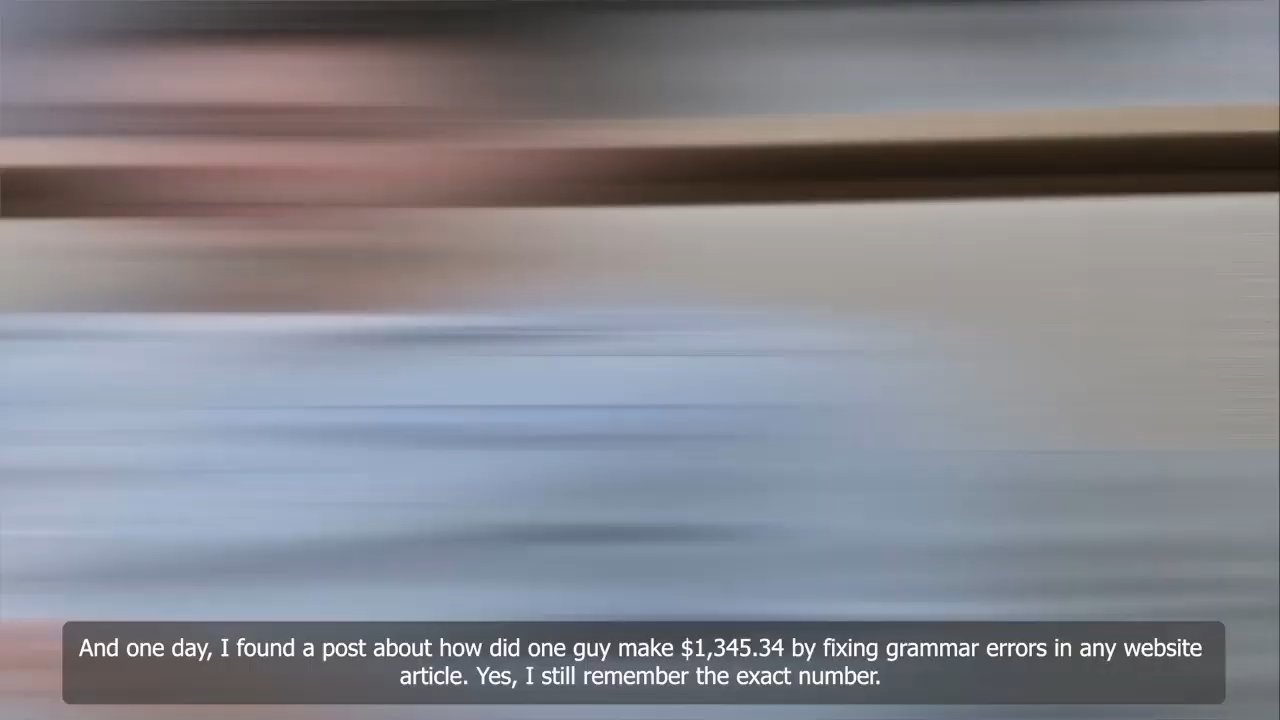 And one day, I found a post about how did one guy make $1,345.34 by fixing grammar errors in any website
article. Yes, I still remember the exact number.